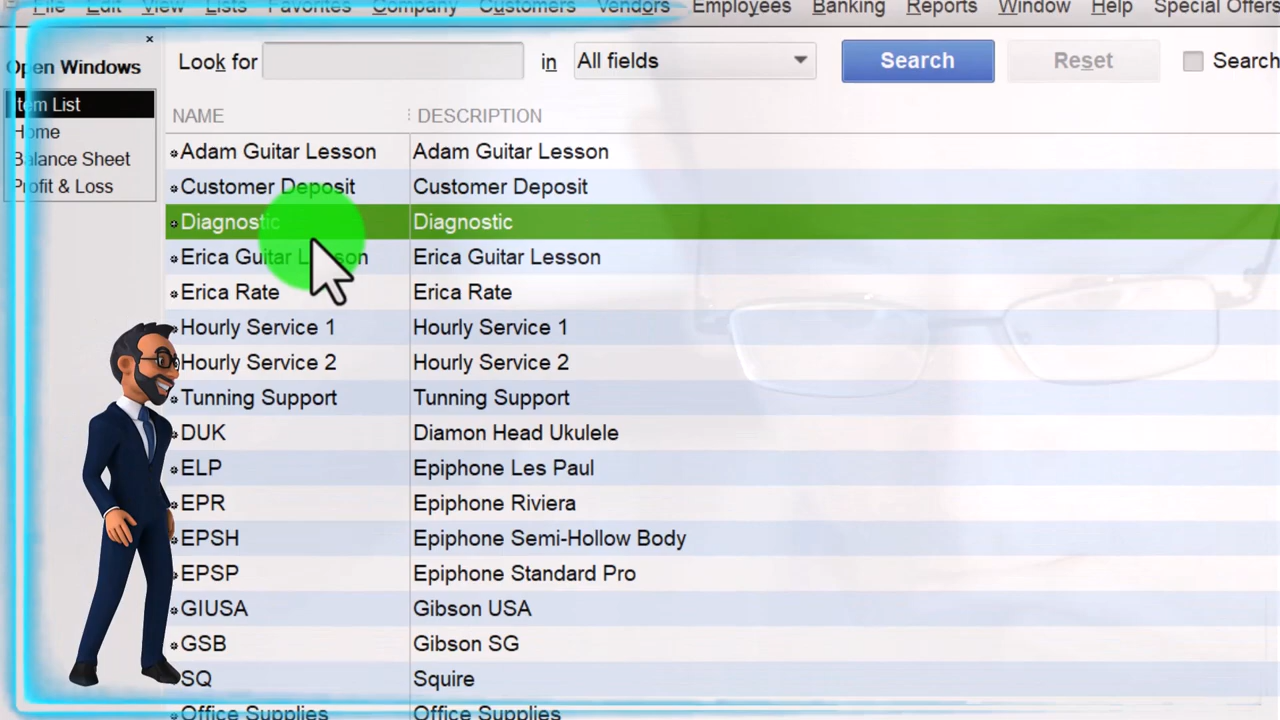 File Edit View Lists Favorites Company Customers Vendors Employees Banking Reports Window Help Special Offers
Open Windows
Item List
Home
Balance Sheet
Profit & Loss
Look for in All fields Search Reset Search
NAME DESCRIPTION
Adam Guitar Lesson Adam Guitar Lesson
Customer Deposit Customer Deposit
Diagnostic Diagnostic
Erica Guitar Lesson Erica Guitar Lesson
Erica Rate Erica Rate
Hourly Service 1 Hourly Service 1
Hourly Service 2 Hourly Service 2
Tunning Support Tunning Support
DUK Diamon Head Ukulele
ELP Epiphone Les Paul
EPR Epiphone Riviera
EPSH Epiphone Semi-Hollow Body
EPSP Epiphone Standard Pro
GIUSA Gibson USA
GSB Gibson SG
SQ Squire
Office Supplies Office Supplies